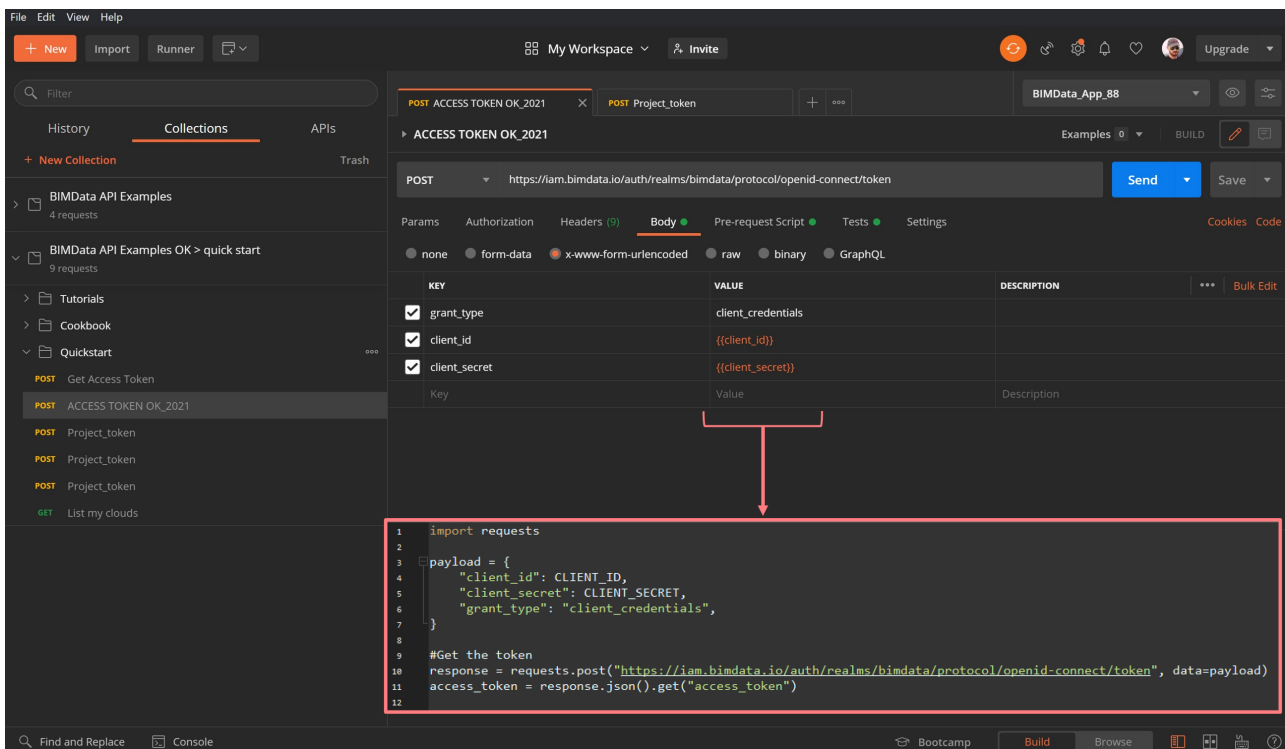 File Edit View Help
New Import Runner My Workspace Invite Upgrade
Filter
History Collections APIs
+ New Collection Trash
BIMData API Examples
4 requests
BIMData API Examples OK > quick start
9 requests
Tutorials
Cookbook
Quickstart
POST Get Access Token
POST ACCESS TOKEN OK_2021
POST Project_token
POST Project_token
POST Project_token
GET List my clouds
POST ACCESS TOKEN OK_2021 POST Project_token BIMData_App_88
ACCESS TOKEN OK_2021 Examples 0 BUILD
POST https://iam.bimdata.io/auth/realms/bimdata/protocol/openid-connect/token Send Save
Params Authorization Headers (9) Body Pre-request Script Tests Settings Cookies Code
none form-data x-www-form-urlencoded raw binary GraphQL
KEY VALUE DESCRIPTION Bulk Edit
grant_type client_credentials
client_id {{client_id}}
client_secret {{client_secret}}
Key Value Description
1 import requests
2
3 payload = {
4 "client_id": CLIENT_ID,
5 "client_secret": CLIENT_SECRET,
6 "grant_type": "client_credentials",
7 }
8
9 #Get the token
10 response = requests.post("https://iam.bimdata.io/auth/realms/bimdata/protocol/openid-connect/token", data=payload)
11 access_token = response.json().get("access_token")
12
Find and Replace Console Bootcamp Build Browse